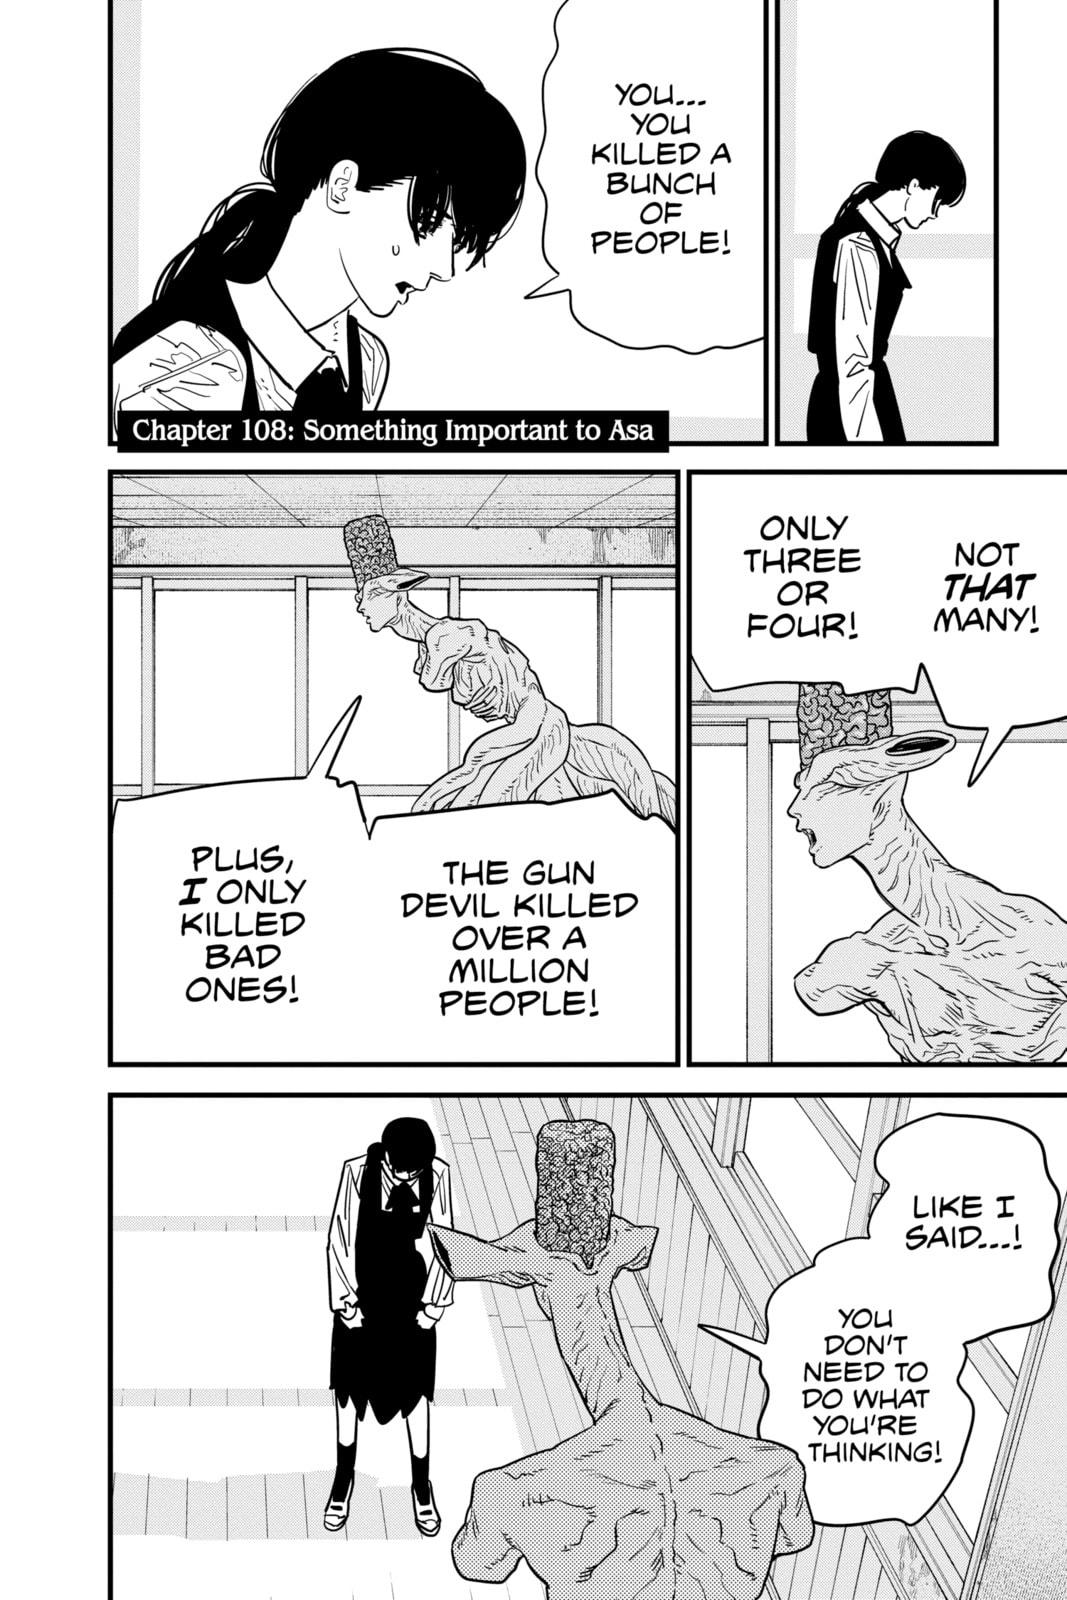 YOU...
YOU
KILLED A
BUNCH
OF
PEOPLE!
Chapter 108: Something Important to Asa
NOT
THAT
MANY!
ONLY
THREE
OR
FOUR!
THE GUN
DEVIL KILLED
OVER A
MILLION
PEOPLE!
PLUS,
I ONLY
KILLED
BAD
ONES!
LIKE I
SAID...!
YOU
DON'T
NEED TO
DO WHAT
YOU'RE
THINKING!